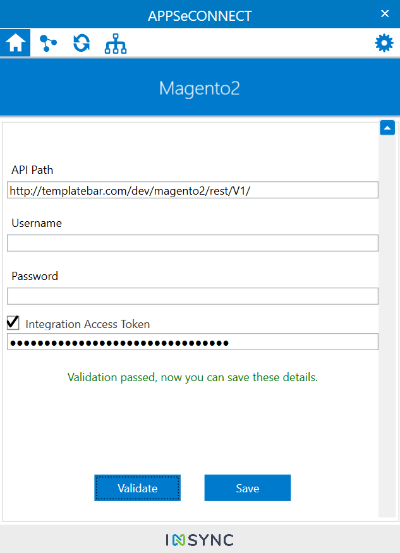 APPSeCONNECT
Magento2
API Path
http://templatebar.com/dev/magento2/rest/V1/
Username
Password
Integration Access Token
Validation passed, now you can save these details.
Validate Save
INSYNC